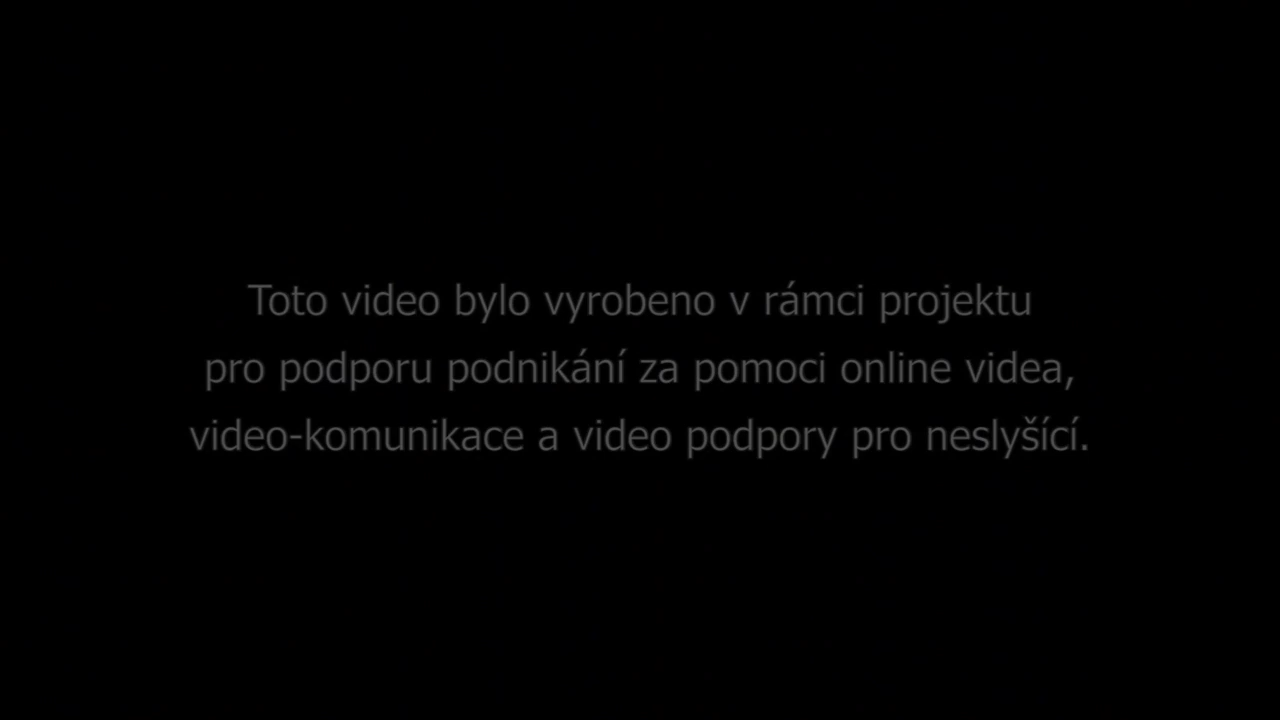 Toto video bylo vyrobeno v rámci projektu
pro podporu podnikání za pomoci online videa,
video-komunikace a video podpory pro neslyšící.